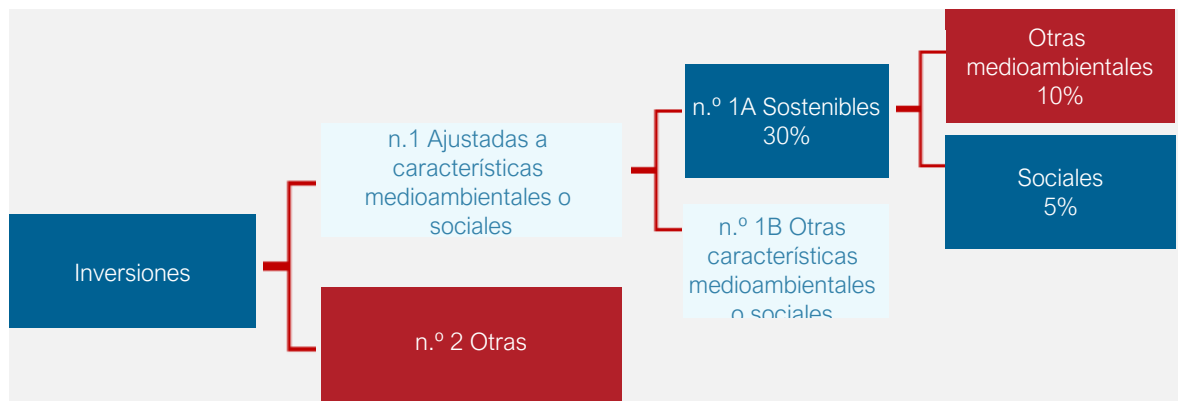 Inversiones
n.1 Ajustadas a
características
medioambientales o
sociales
n.º 2 Otras
n.º 1A Sostenibles
30%
n.º 1B Otras
características
medioambientales
o sociales
Otras
medioambientales
10%
Sociales
5%